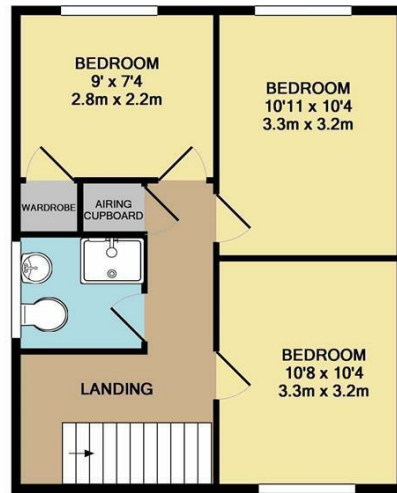 BEDROOM
9' x 7'4
2.8m x 2.2m
BEDROOM
10'11 x 10'4
3.3m x 3.2m
WARDROBE
AIRING
CUPBOARD
LANDING
BEDROOM
10'8 x 10'4
3.3m x 3.2m